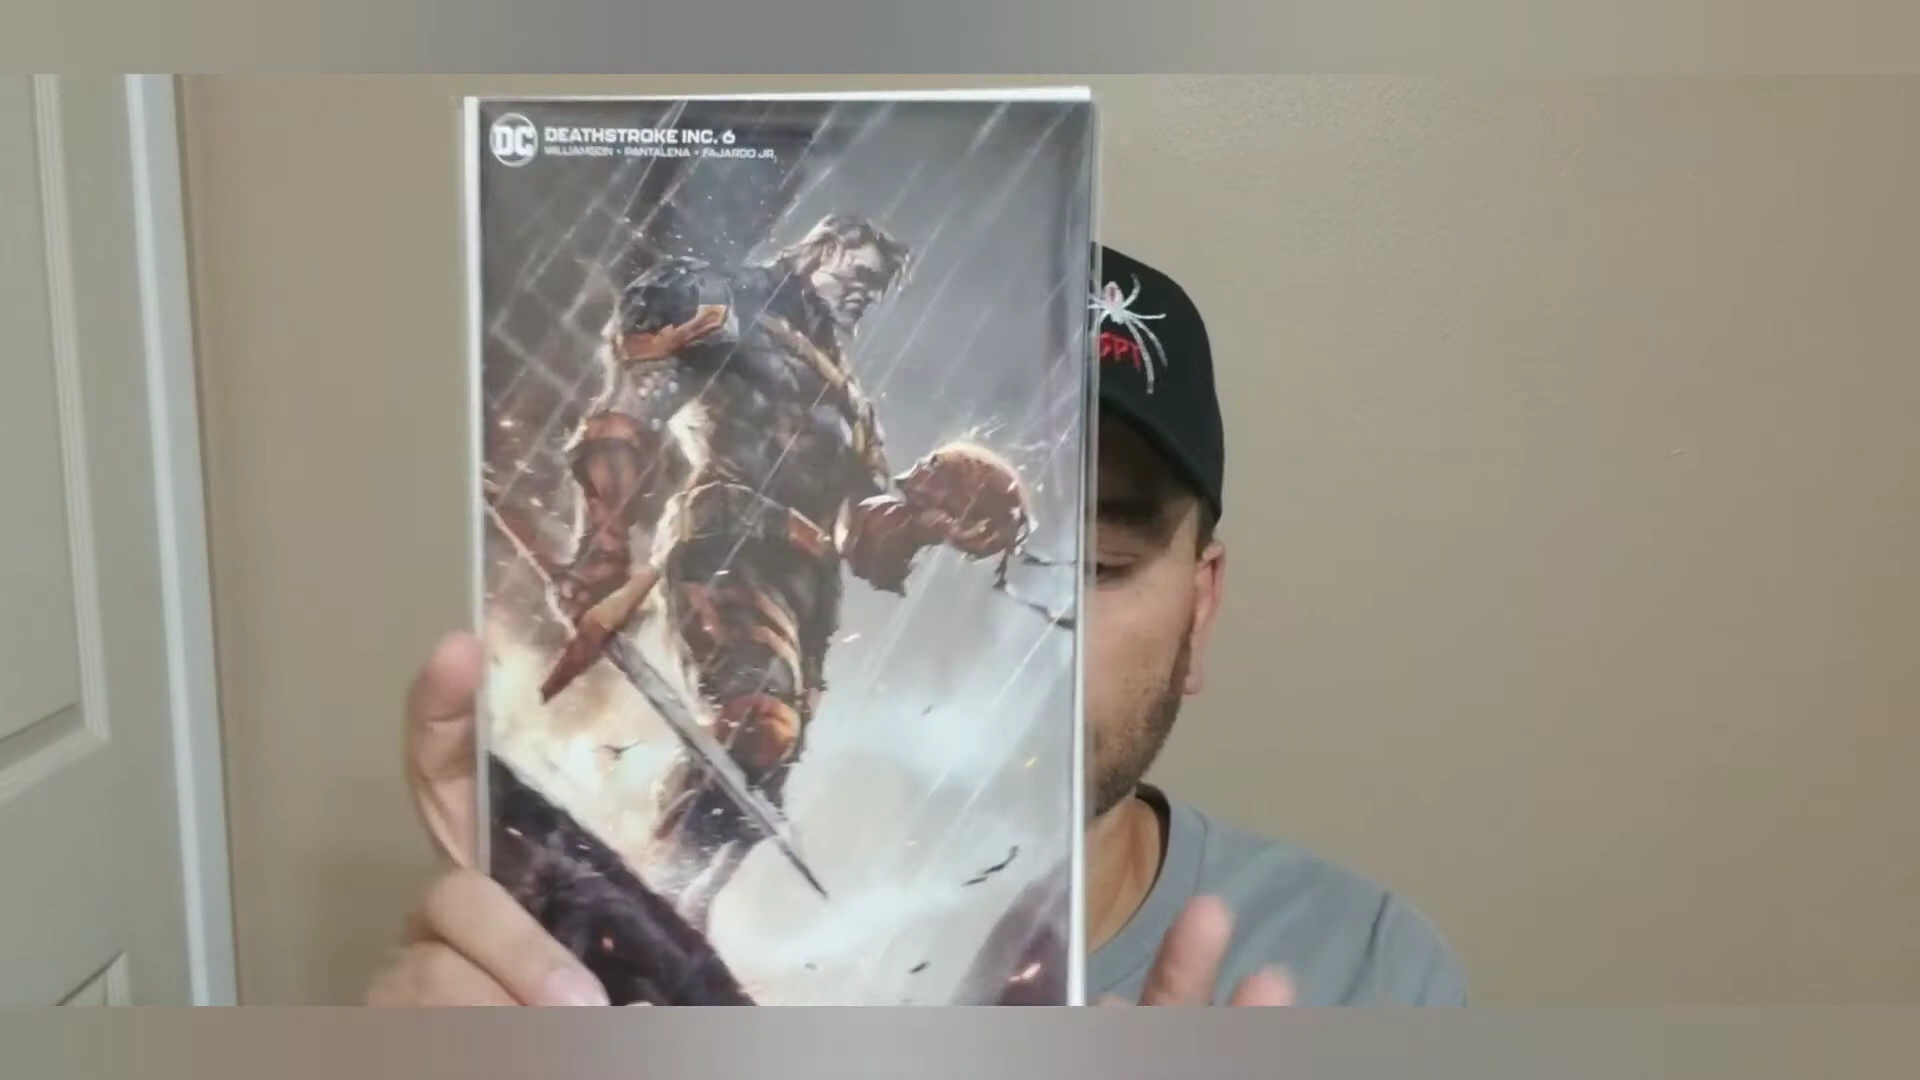 DC
DEATHSTROKE INC. 6
WILLIAMSON • PANTALENA • FAJARDO JR.